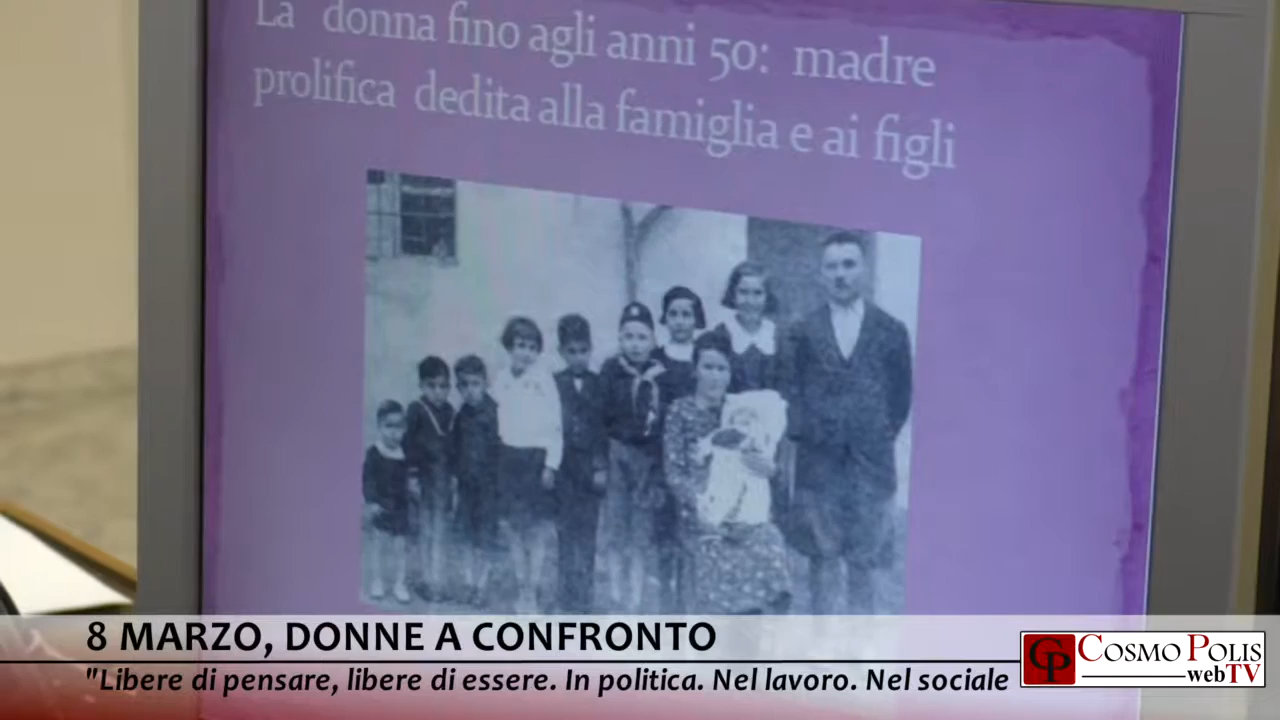 La donna fino agli anni 50: madre
prolifica dedita alla famiglia e ai figli
8 MARZO, DONNE A CONFRONTO
"Libere di pensare, libere di essere. In politica. Nel lavoro. Nel sociale
CP COSMO POLIS
webTV